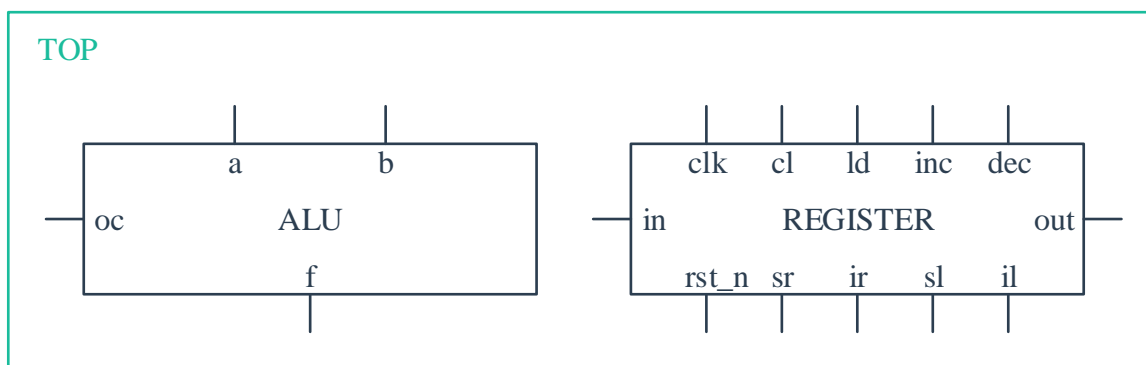 TOP
a b
oc ALU
f
clk cl ld inc dec
in REGISTER out
rst_n sr ir sl il